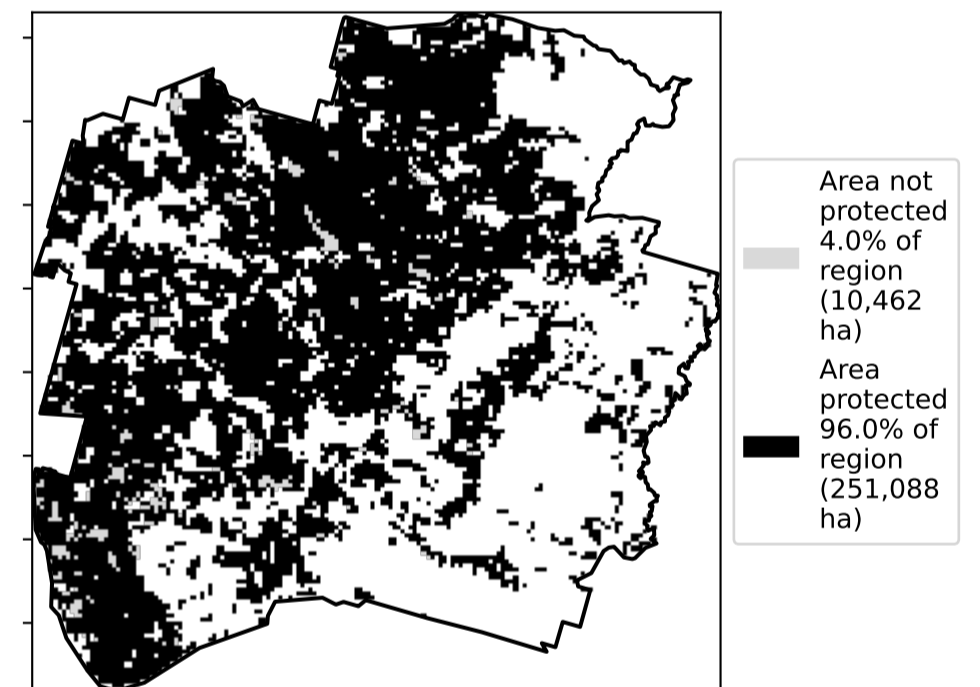 Area not
protected
4.0% of
region
(10,462
ha)
Area
protected
96.0% of
region
(251,088
ha)